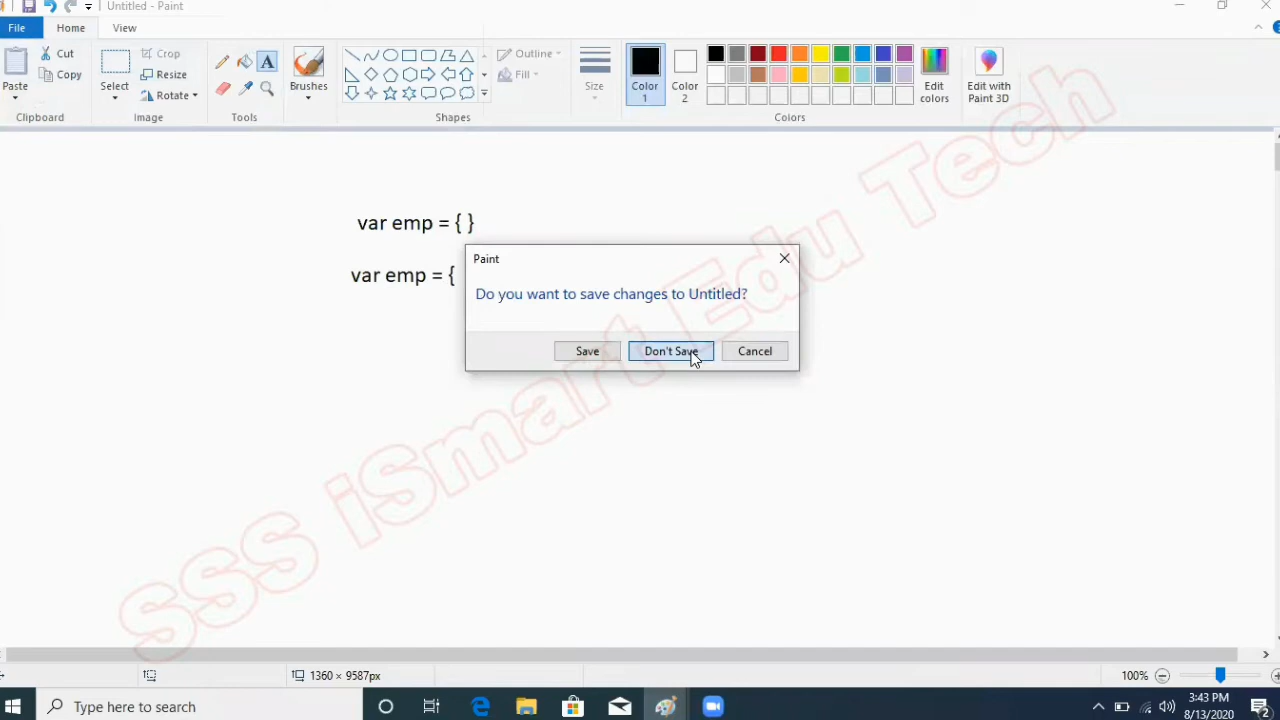 Untitled - Paint
File Home View
Paste
Cut
Copy
Clipboard
Select
Crop
Resize
Rotate
Image
A
Tools
Brushes
Shapes
Outline
Fill
Size
Color 1
Color 2
Edit colors
Edit with Paint 3D
Colors
var emp = { }
var emp = {
Paint
Do you want to save changes to Untitled?
Save Don't Save Cancel
SSS iSmart Edu Tech
1360 × 9587px
100%
Type here to search
3:43 PM
8/13/2020
2